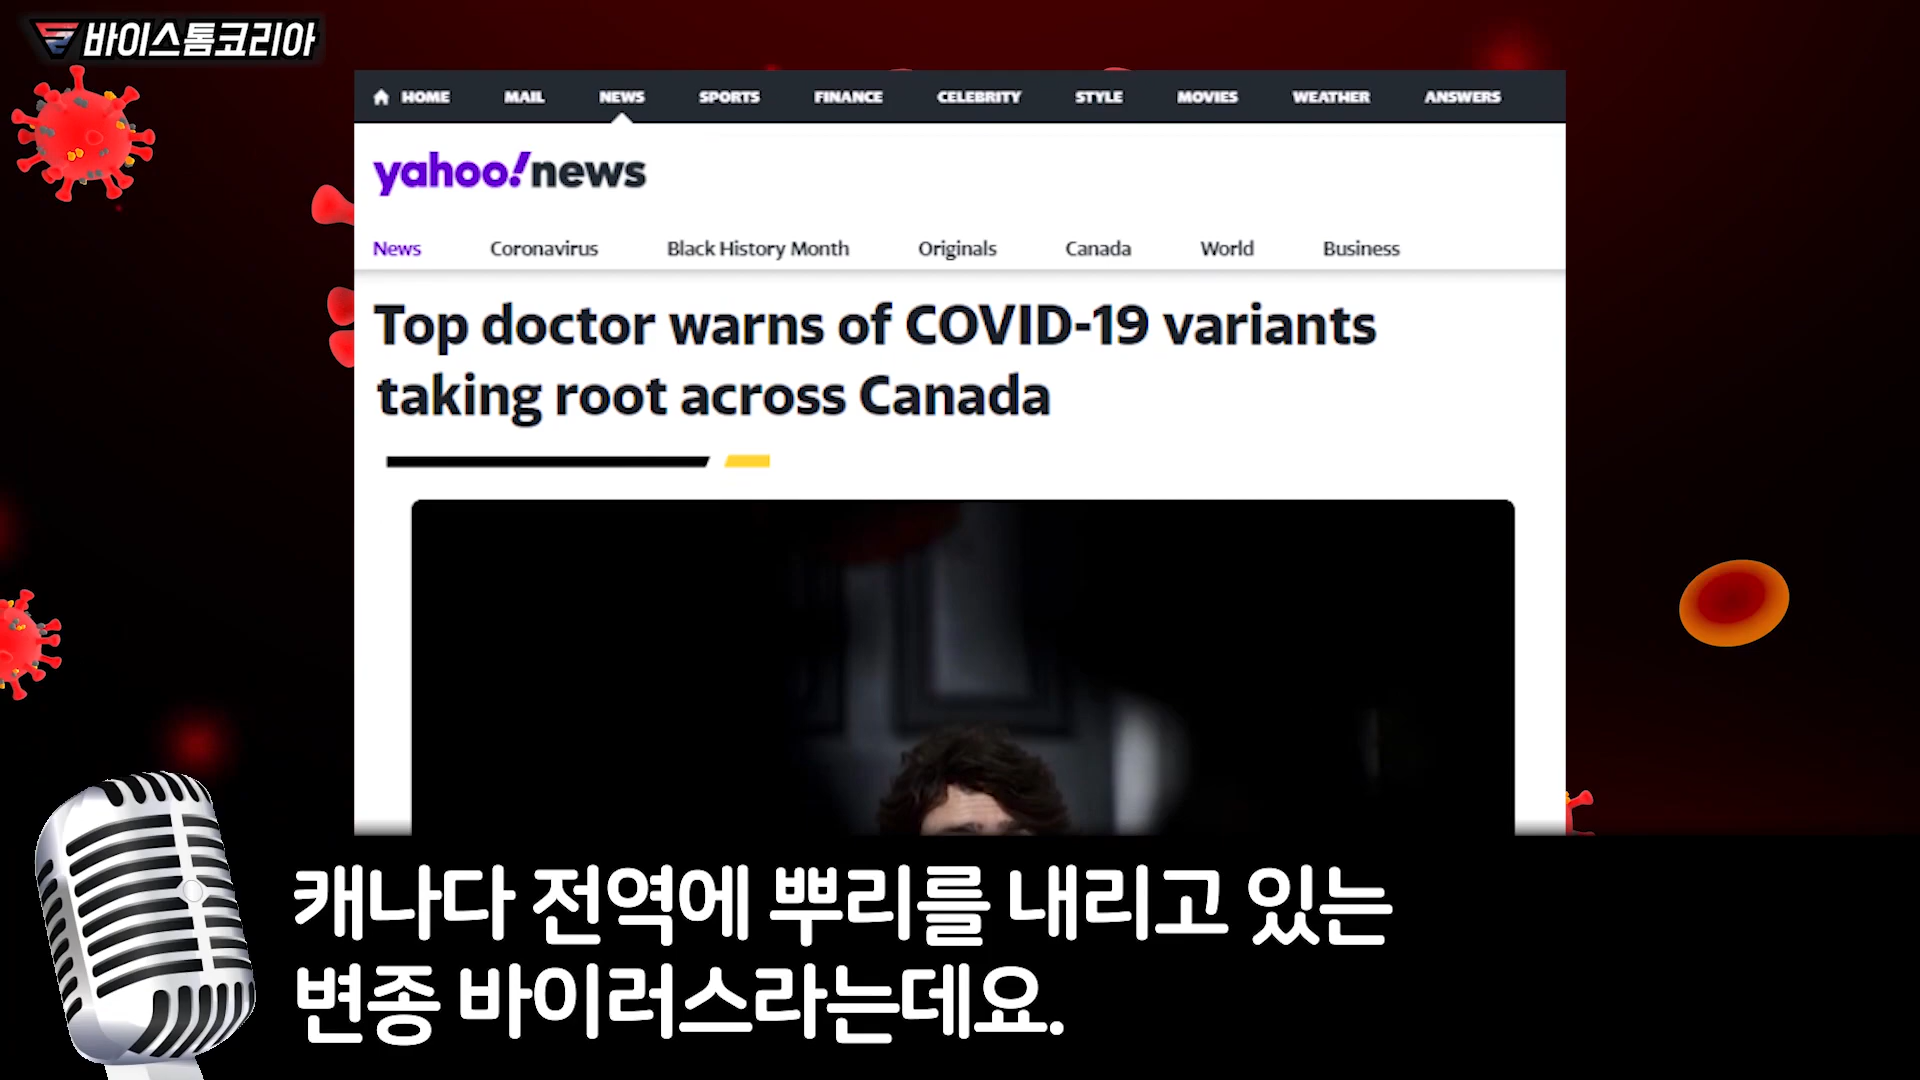 바이스톰코리아
HOME MAIL NEWS SPORTS FINANCE CELEBRITY STYLE MOVIES WEATHER ANSWERS
yahoo!news
News Coronavirus Black History Month Originals Canada World Business
Top doctor warns of COVID-19 variants
taking root across Canada
캐나다 전역에 뿌리를 내리고 있는
변종 바이러스라는데요.